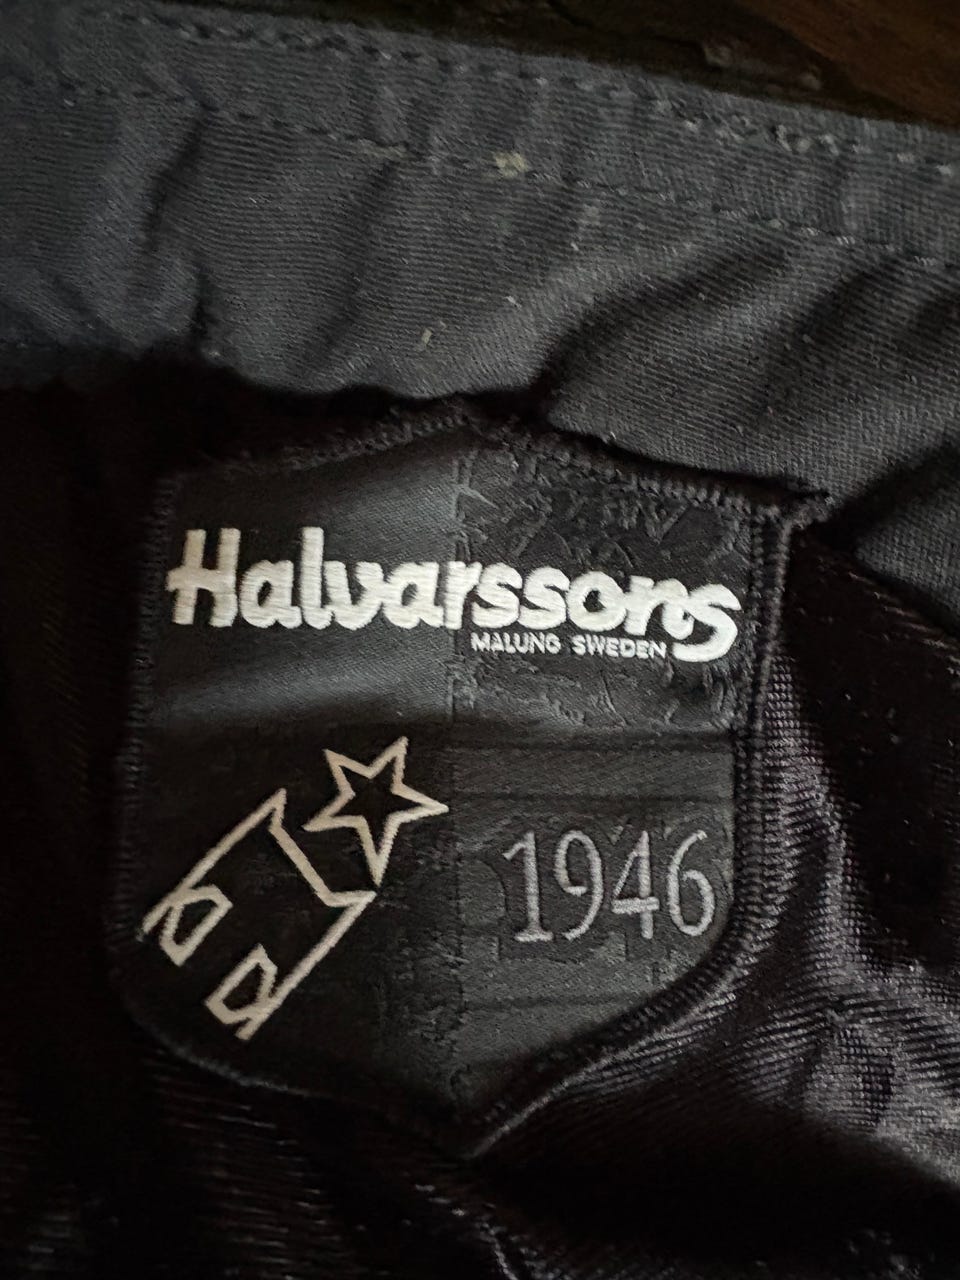 Halvarssons
MALUNG SWEDEN
1946